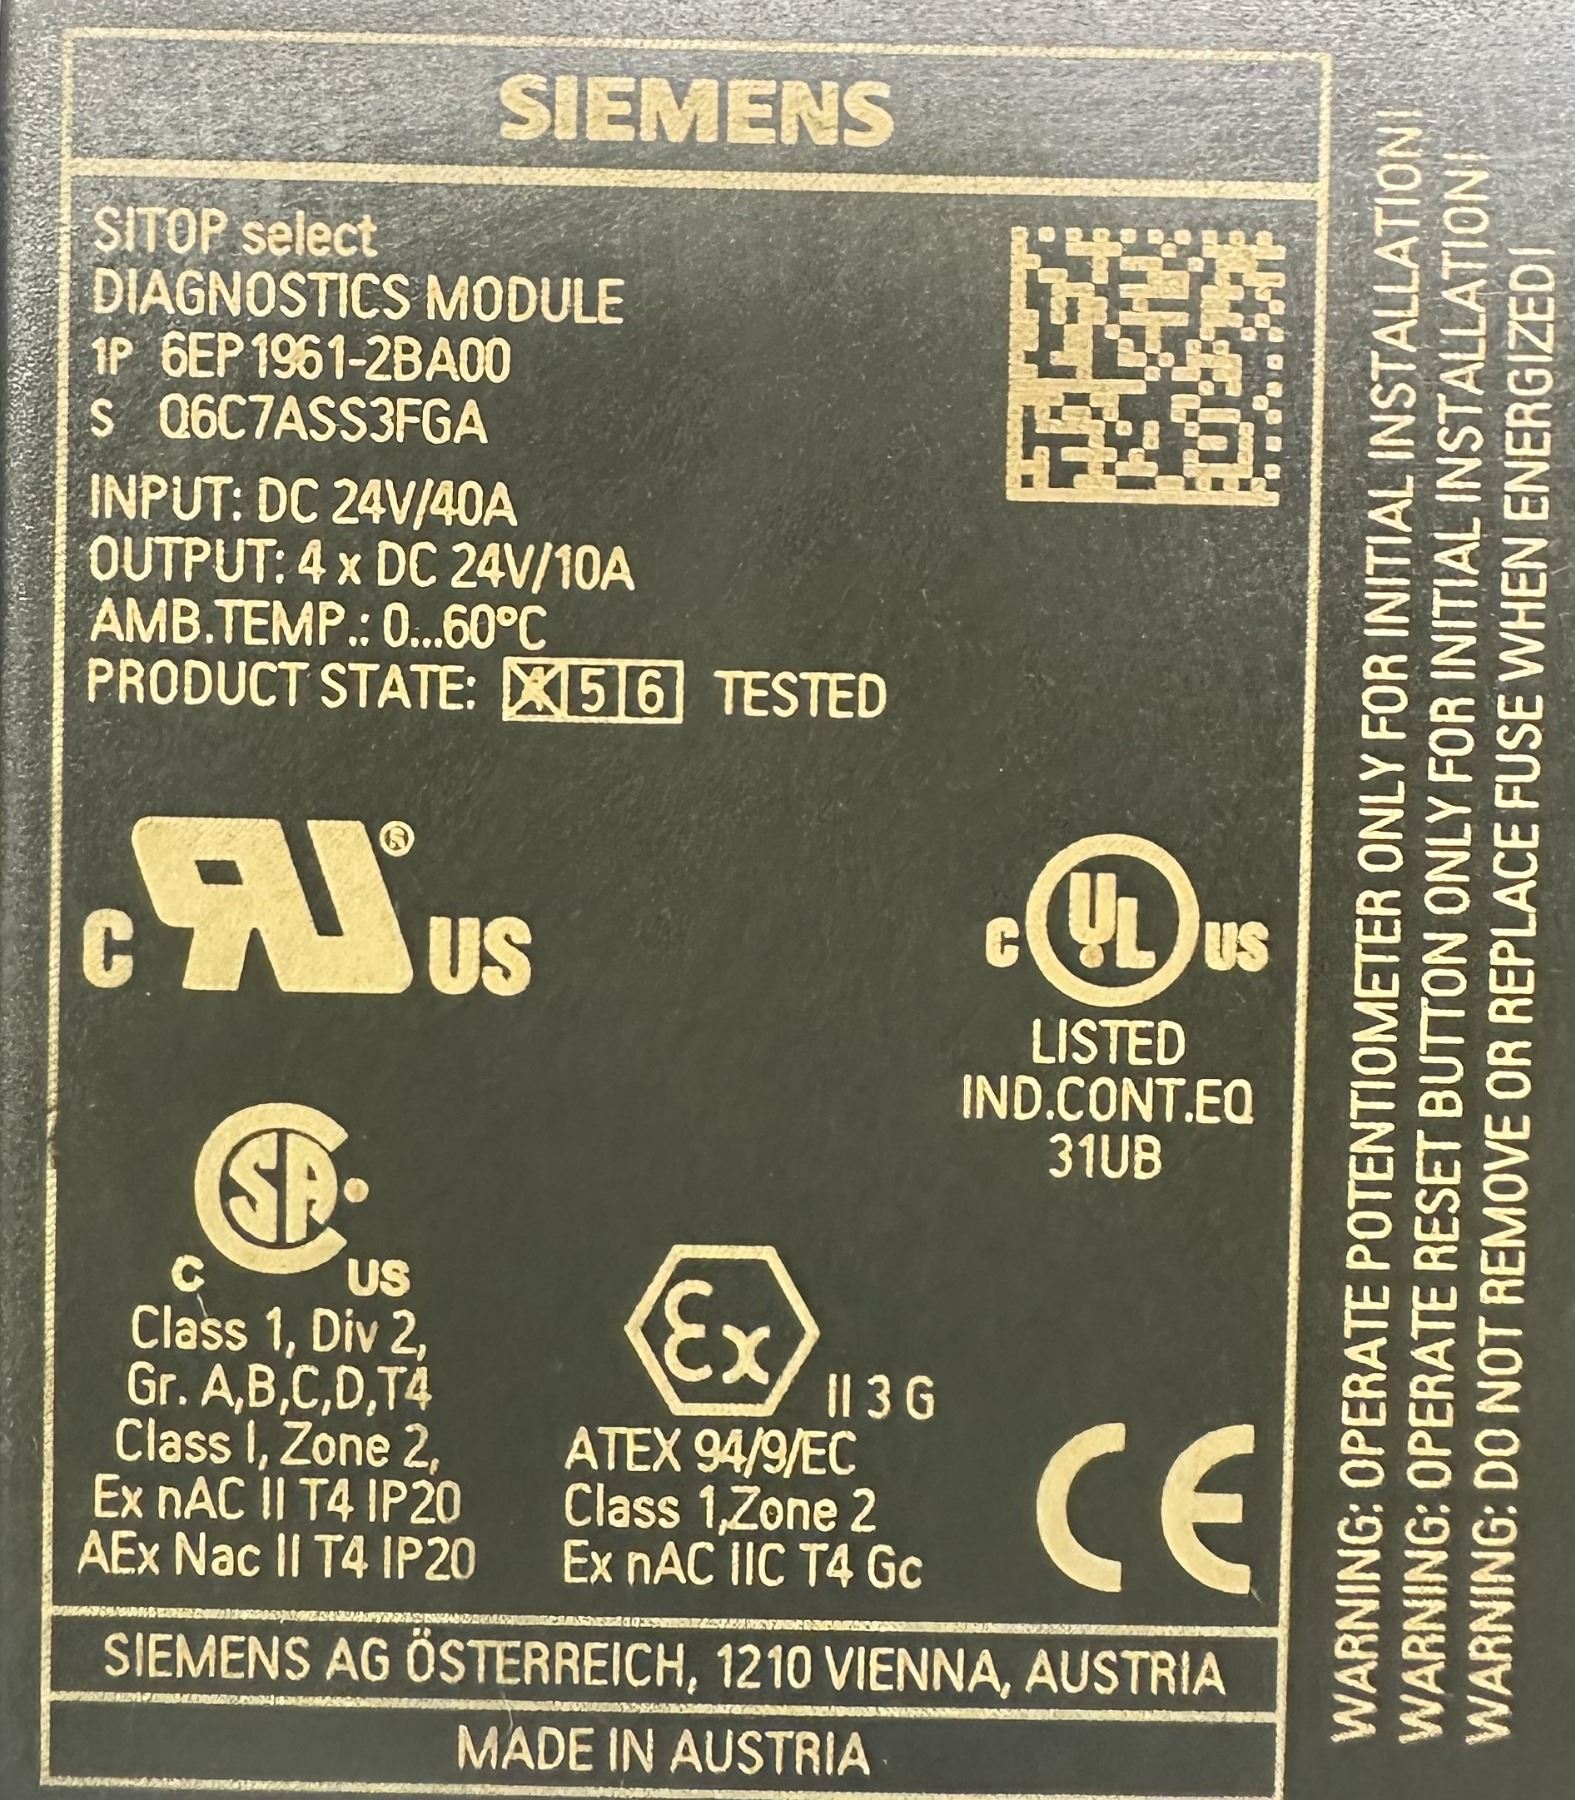 SIEMENS
SITOP select
DIAGNOSTICS MODULE
1P 6EP1961-2BA00
S Q6C7ASS3FGA
INPUT: DC 24V/40A
OUTPUT: 4 x DC 24V/10A
AMB.TEMP.: 0...60°C
PRODUCT STATE: 4 5 6 TESTED
C RU ® US
C UL US
LISTED
IND.CONT.EQ
31UB
C SA US
Class 1, Div 2,
Gr. A,B,C,D,T4
Class I, Zone 2,
Ex nAC II T4 IP20
AEx Nac II T4 IP20
Ex II 3 G
ATEX 94/9/EC
Class 1,Zone 2
Ex nAC IIC T4 Gc
CE
SIEMENS AG ÖSTERREICH, 1210 VIENNA, AUSTRIA
MADE IN AUSTRIA
WARNING: OPERATE POTENTIOMETER ONLY FOR INITIAL INSTALLATION!
WARNING: OPERATE RESET BUTTON ONLY FOR INITIAL INSTALLATION!
WARNING: DO NOT REMOVE OR REPLACE FUSE WHEN ENERGIZED!